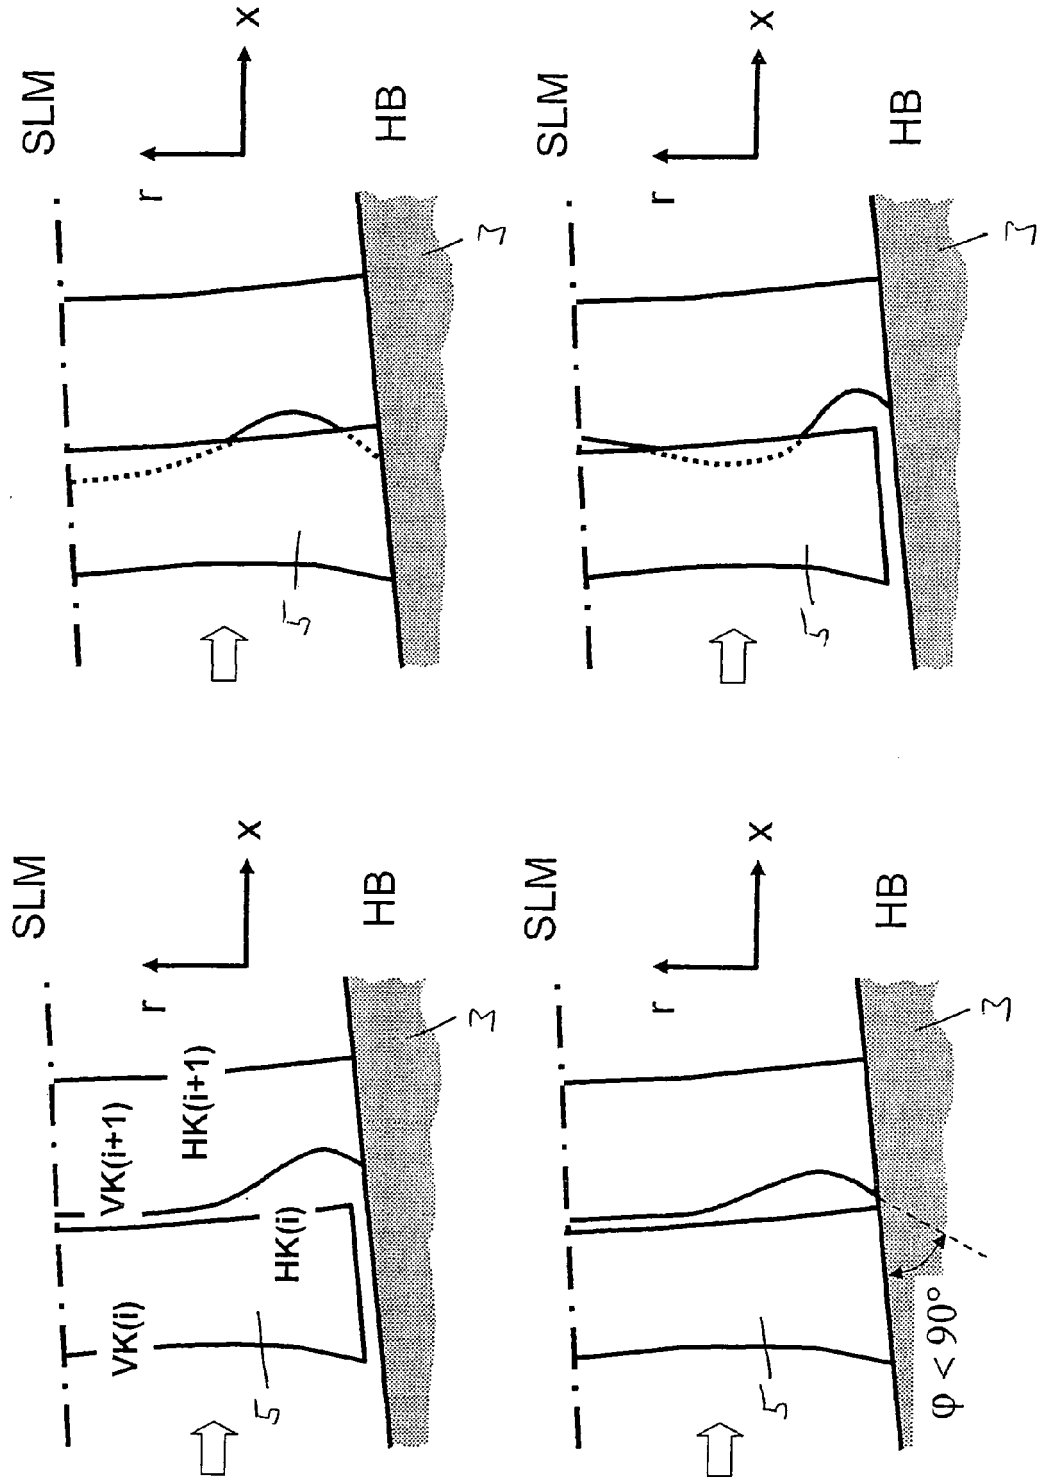 SLM
VK(i)
VK(i+1)
HK(i)
HK(i+1)
r
x
HB
5
3
SLM
r
x
HB
5
3
SLM
r
x
HB
5
3
φ < 90°
SLM
r
x
HB
5
3